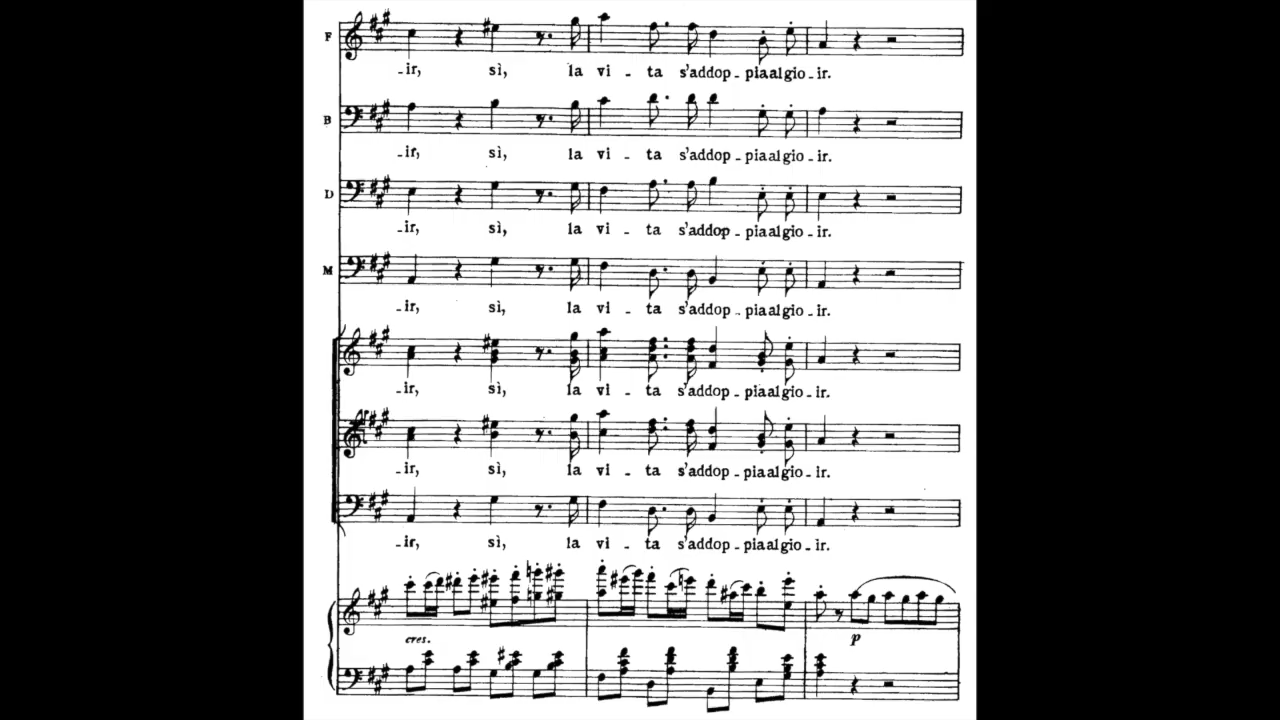 F
-ir, sì, la vi - ta s'addop - pia al gio - ir.
B
-ir, sì, la vi - ta s'addop - pia al gio - ir.
D
-ir, sì, la vi - ta s'addop - pia al gio - ir.
M
-ir, sì, la vi - ta s'addop - pia al gio - ir.
-ir, sì, la vi - ta s'addop - pia al gio - ir.
-ir, sì, la vi - ta s'addop - pia al gio - ir.
-ir, sì, la vi - ta s'addop - pia al gio - ir.
cres. p